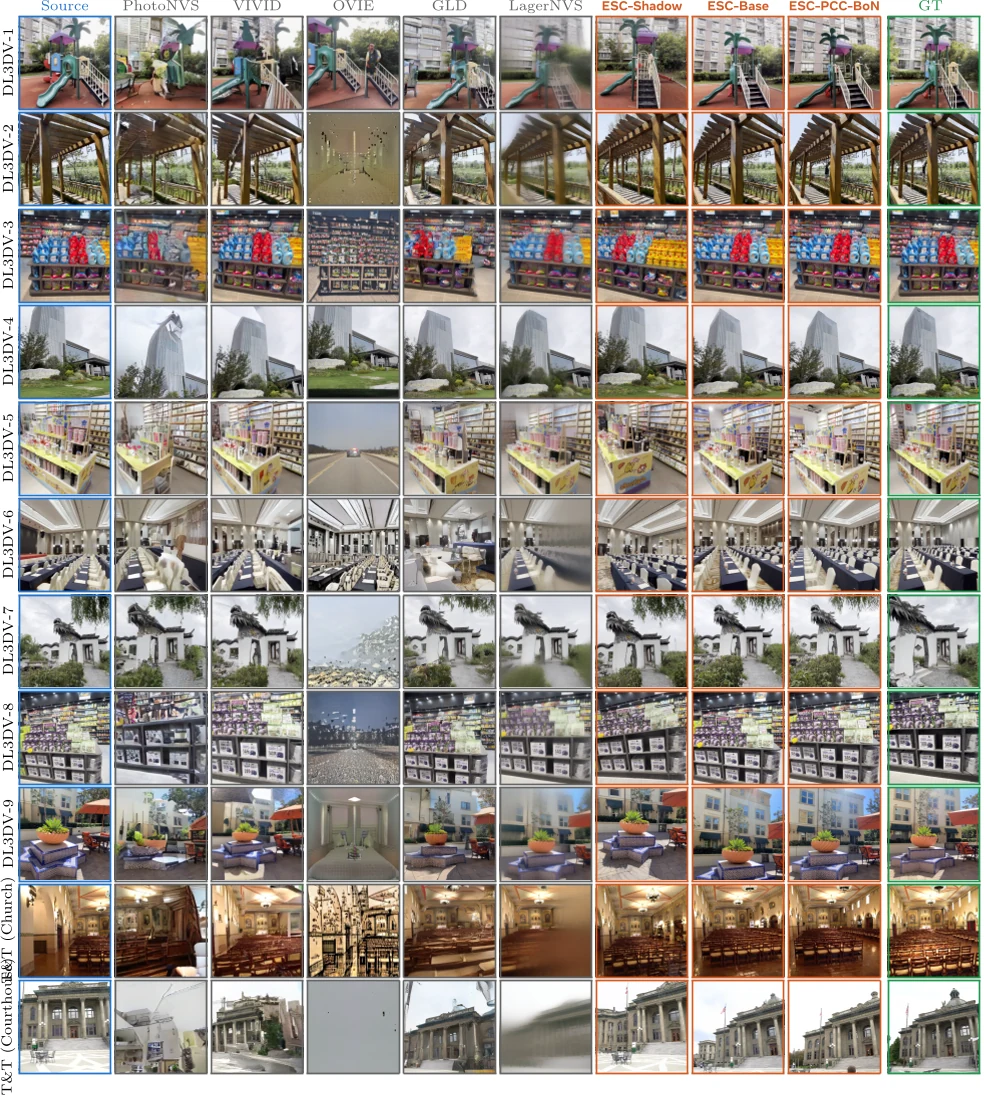 Source PhotoNVS VIVID OVIE GLD LagerNVS ESC-Shadow ESC-Base ESC-PCC-BoN GT
DL3DV-1
DL3DV-2
DL3DV-3
DL3DV-4
DL3DV-5
DL3DV-6
DL3DV-7
DL3DV-8
DL3DV-9
T&T (Church)
T&T (Courthouse)